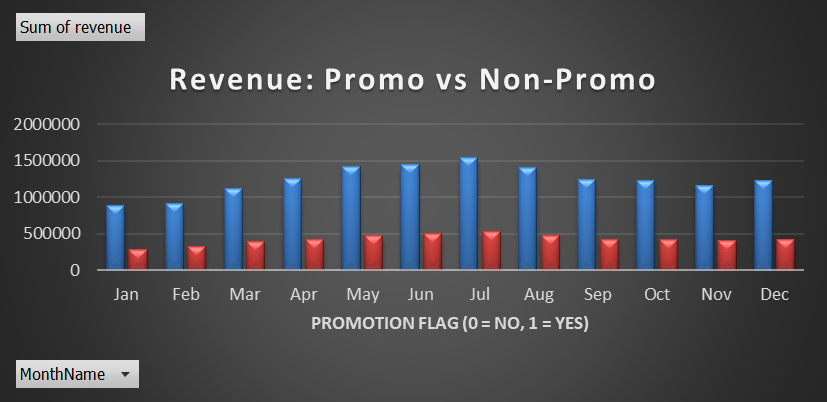 Sum of revenue
Revenue: Promo vs Non-Promo
2000000
1500000
1000000
500000
0
Jan Feb Mar Apr May Jun Jul Aug Sep Oct Nov Dec
PROMOTION FLAG (0 = NO, 1 = YES)
MonthName